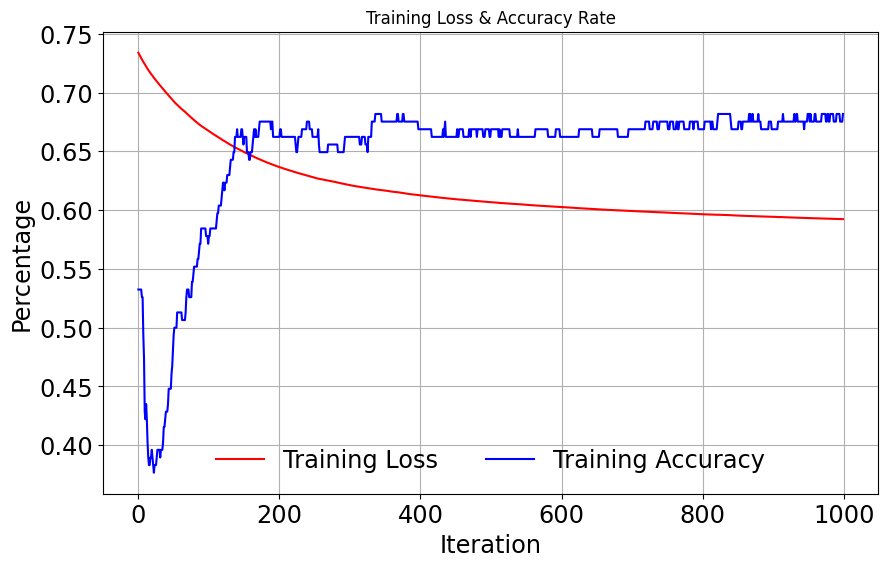 Training Loss & Accuracy Rate
0.75
0.70
0.65
0.60
0.55
0.50
0.45
0.40
Percentage
Training Loss Training Accuracy
0 200 400 600 800 1000
Iteration